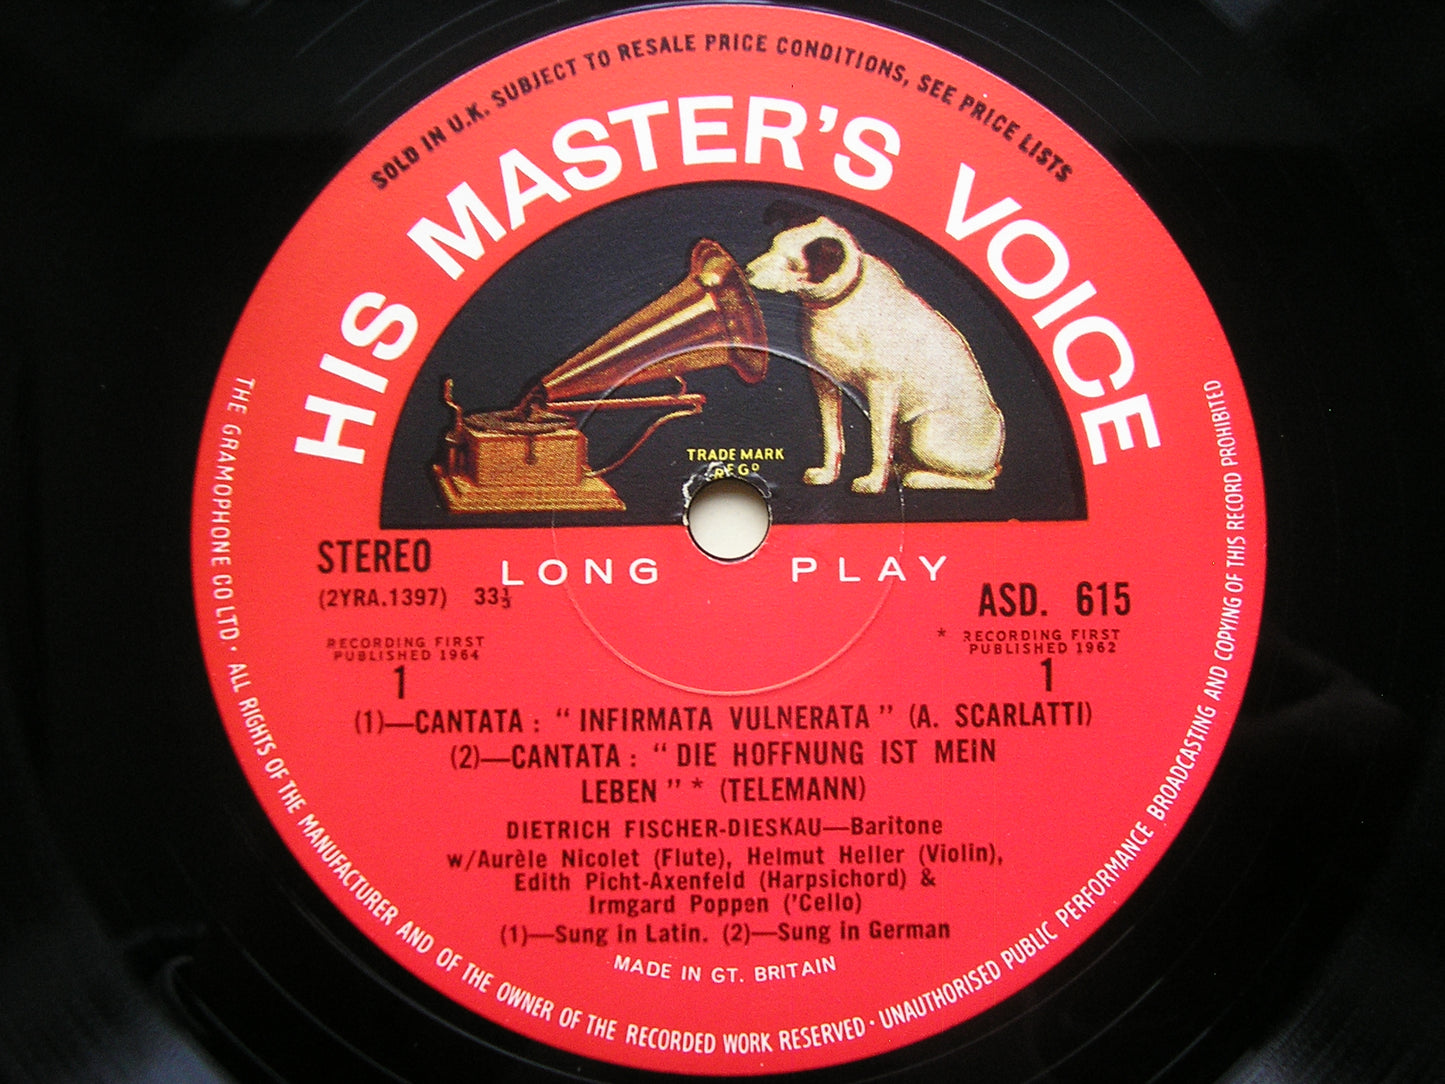 SOLD IN U.K. SUBJECT TO RESALE PRICE CONDITIONS, SEE PRICE LISTS
HIS MASTER'S VOICE
TRADE MARK
REGD
STEREO
(2YRA.1397) 33⅓
LONG PLAY
ASD. 615
RECORDING FIRST
PUBLISHED 1964
1
* RECORDING FIRST
PUBLISHED 1962
1
(1)—CANTATA : “ INFIRMATA VULNERATA ” (A. SCARLATTI)
(2)—CANTATA : “ DIE HOFFNUNG IST MEIN
LEBEN ” * (TELEMANN)
DIETRICH FISCHER-DIESKAU—Baritone
w/Aurèle Nicolet (Flute), Helmut Heller (Violin),
Edith Picht-Axenfeld (Harpsichord) &
Irmgard Poppen ('Cello)
(1)—Sung in Latin. (2)—Sung in German
MADE IN GT. BRITAIN
THE GRAMOPHONE CO LTD. · ALL RIGHTS OF THE MANUFACTURER AND OF THE OWNER OF THE RECORDED WORK RESERVED · UNAUTHORISED PUBLIC PERFORMANCE BROADCASTING AND COPYING OF THIS RECORD PROHIBITED